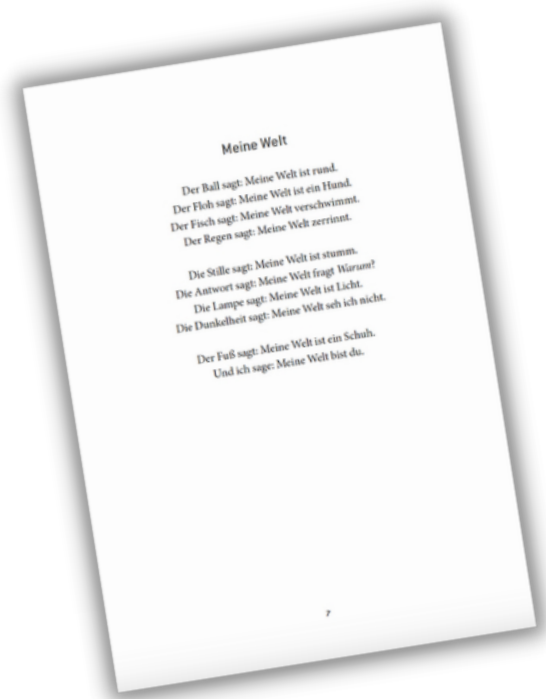 Meine Welt
Der Ball sagt: Meine Welt ist rund.
Der Floh sagt: Meine Welt ist ein Hund.
Der Fisch sagt: Meine Welt verschwimmt.
Der Regen sagt: Meine Welt zerrinnt.
Die Stille sagt: Meine Welt ist stumm.
Die Antwort sagt: Meine Welt fragt Warum?
Die Lampe sagt: Meine Welt ist Licht.
Die Dunkelheit sagt: Meine Welt seh ich nicht.
Der Fuß sagt: Meine Welt ist ein Schuh.
Und ich sage: Meine Welt bist du.
7